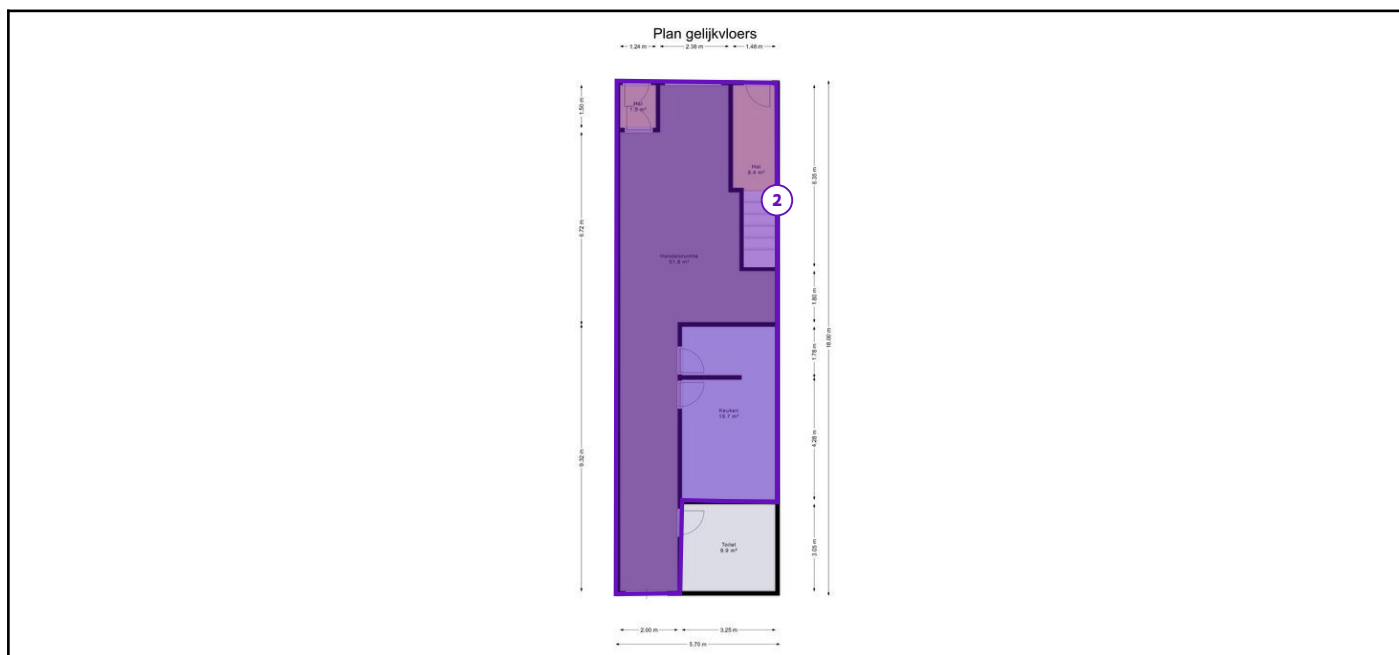 Plan gelijkvloers
1.24 m
2.38 m
1.48 m
Hal
1.9 m²
1.50 m
Hal
8.4 m²
6.35 m
2
6.72 m
Handelsruimte
51.8 m²
1.80 m
18.00 m
1.78 m
Keuken
19.7 m²
4.28 m
9.32 m
Toilet
9.9 m²
3.05 m
2.00 m
3.25 m
5.70 m